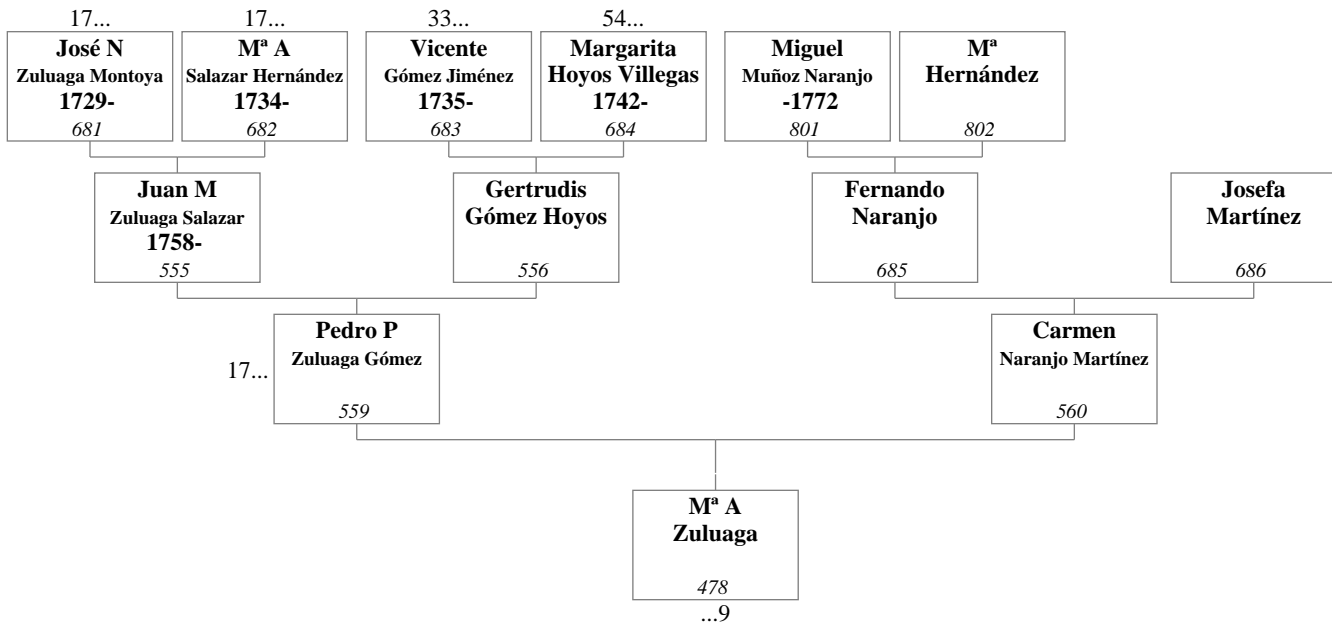 17...
17...
33...
54...
José N
Zuluaga Montoya
1729-
681
Mª A
Salazar Hernández
1734-
682
Vicente
Gómez Jiménez
1735-
683
Margarita
Hoyos Villegas
1742-
684
Miguel
Muñoz Naranjo
-1772
801
Mª
Hernández
802
Juan M
Zuluaga Salazar
1758-
555
Gertrudis
Gómez Hoyos
556
Fernando
Naranjo
685
Josefa
Martínez
686
17...
Pedro P
Zuluaga Gómez
559
Carmen
Naranjo Martínez
560
Mª A
Zuluaga
478
...9